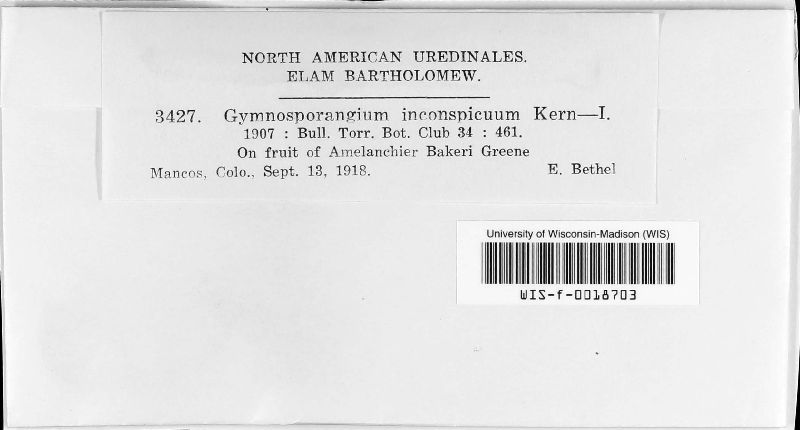 NORTH AMERICAN UREDINALES.
ELAM BARTHOLOMEW.
3427. Gymnosporangium inconspicuum Kern—I.
1907 : Bull. Torr. Bot. Club 34 : 461.
On fruit of Amelanchier Bakeri Greene
Mancos, Colo., Sept. 13, 1918. E. Bethel
University of Wisconsin-Madison (WIS)
WIS-f-0018703